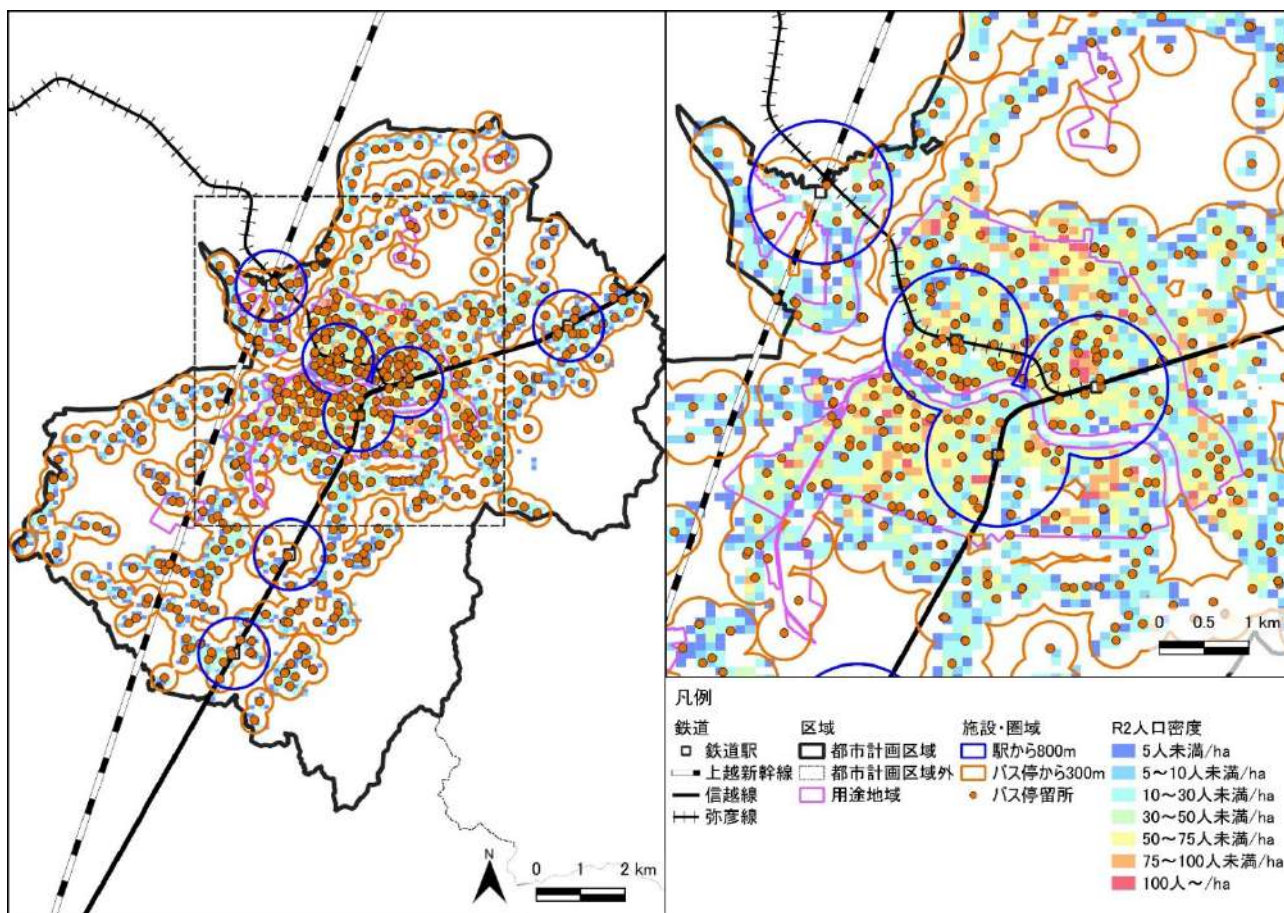 N
0 1 2 km
0 0.5 1 km
凡例
鉄道
鉄道駅
上越新幹線
信越線
弥彦線
区域
都市計画区域
都市計画区域外
用途地域
施設・圏域
駅から800m
バス停から300m
バス停留所
R2人口密度
5人未満/ha
5～10人未満/ha
10～30人未満/ha
30～50人未満/ha
50～75人未満/ha
75～100人未満/ha
100人～/ha